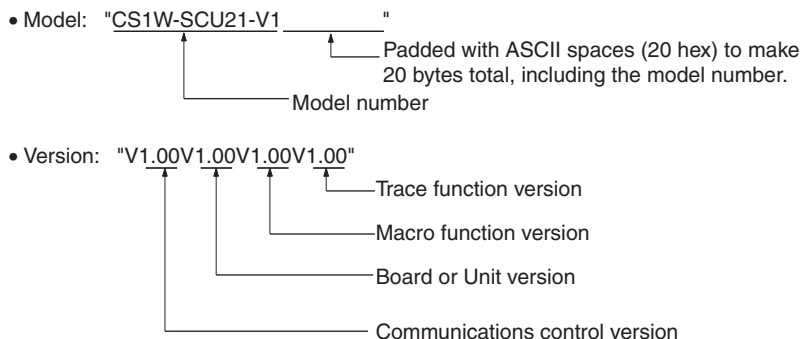 • Model: "CS1W-SCU21-V1 "
Padded with ASCII spaces (20 hex) to make
20 bytes total, including the model number.
Model number
• Version: "V1.00V1.00V1.00V1.00"
Trace function version
Macro function version
Board or Unit version
Communications control version